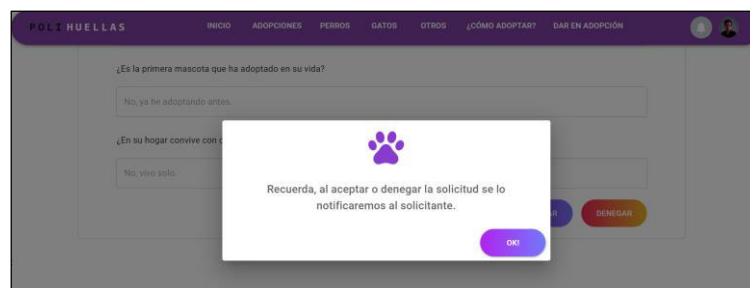 POLI HUELLAS
INICIO ADOPCIONES PERROS GATOS OTROS ¿CÓMO ADOPTAR? DAR EN ADOPCIÓN
¿Es la primera mascota que ha adoptado en su vida?
No, ya he adoptando antes.
¿En su hogar convive con
No, vivo solo.
Recuerda, al aceptar o denegar la solicitud se lo
notificaremos al solicitante.
DENEGAR
OK!